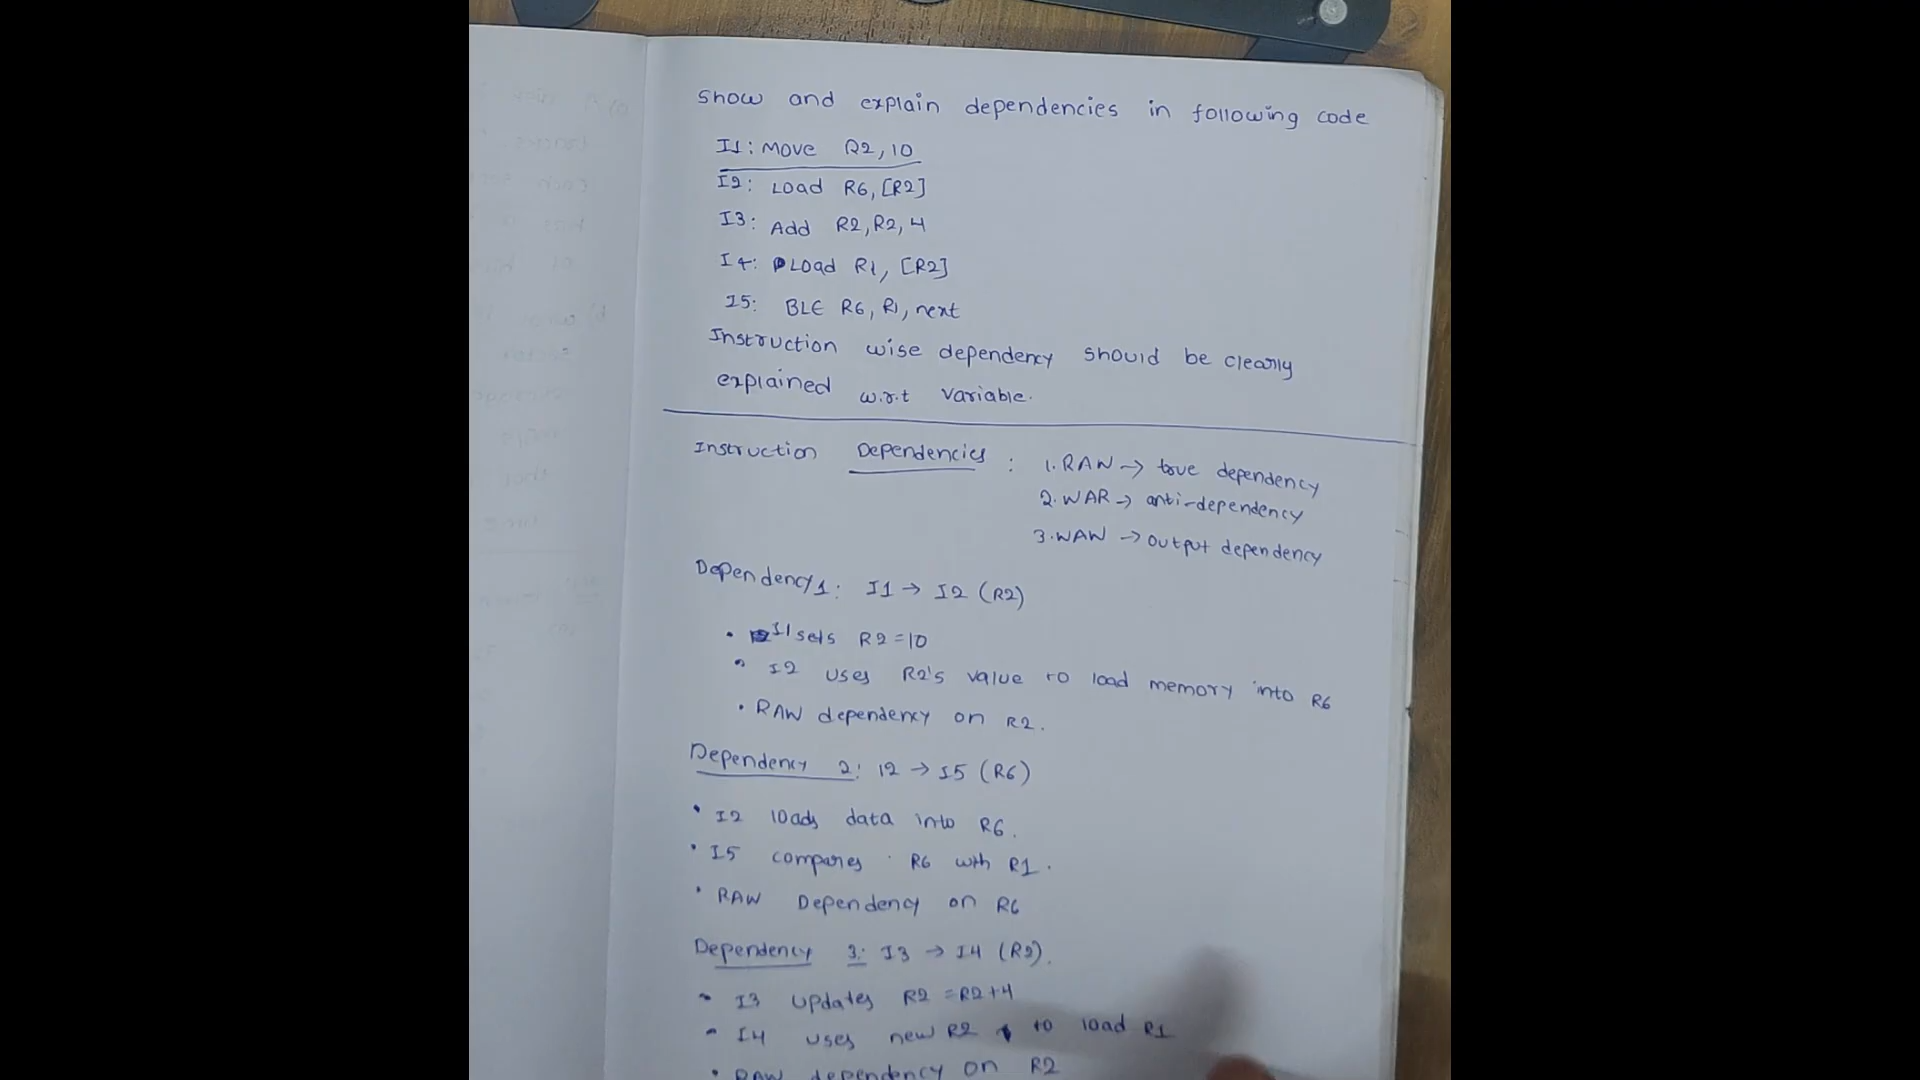 Show and explain dependencies in following code
I1: Move R2, 10
I2: Load R6, [R2]
I3: Add R2, R2, 4
I4: Load R1, [R2]
I5: BLE R6, R1, next
Instruction wise dependency should be clearly
explained w.r.t variable.
Instruction Dependencies : 1. RAW → true dependency
2. WAR → anti-dependency
3. WAW → output dependency
Dependency 1: I1 → I2 (R2)
• I1 sets R2 = 10
• I2 uses R2's value to load memory into R6
• RAW dependency on R2.
Dependency 2: I2 → I5 (R6)
• I2 loads data into R6.
• I5 compares R6 with R1.
• RAW Dependency on R6
Dependency 3: I3 → I4 (R2).
• I3 updates R2 = R2+4
• I4 uses new R2 to load R1
• RAW dependency on R2